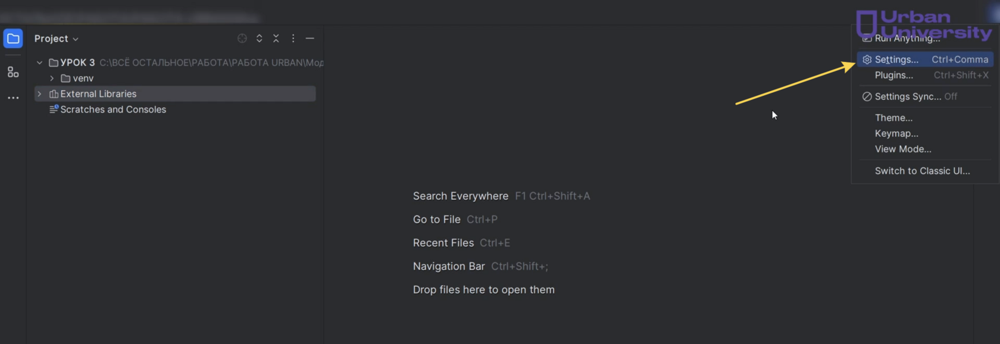 Urban
University
Project
Run Anything...
УРОК 3 C:\ВСЁ ОСТАЛЬНОЕ\РАБОТА\РАБОТА URBAN\Мод
Settings... Ctrl+Comma
venv
Plugins... Ctrl+Shift+X
External Libraries
Settings Sync... Off
Scratches and Consoles
Theme...
Keymap...
View Mode...
Switch to Classic UI...
Search Everywhere F1 Ctrl+Shift+A
Go to File Ctrl+P
Recent Files Ctrl+E
Navigation Bar Ctrl+Shift+;
Drop files here to open them